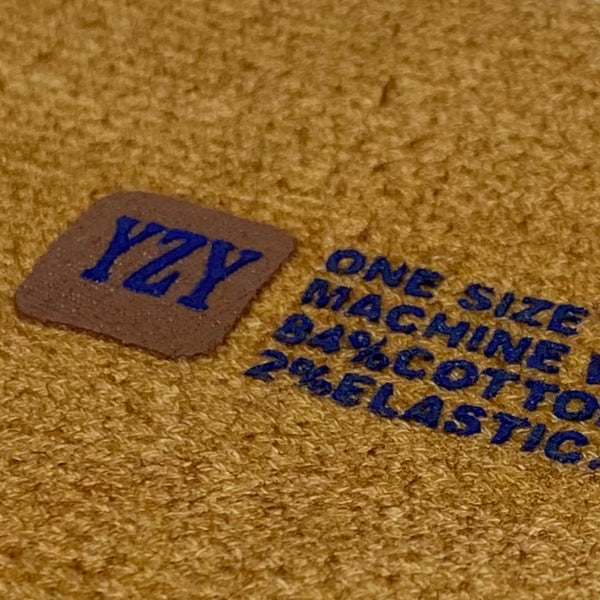 YZY
ONE SIZE
MACHINE
84%COTTO
2%ELASTIC